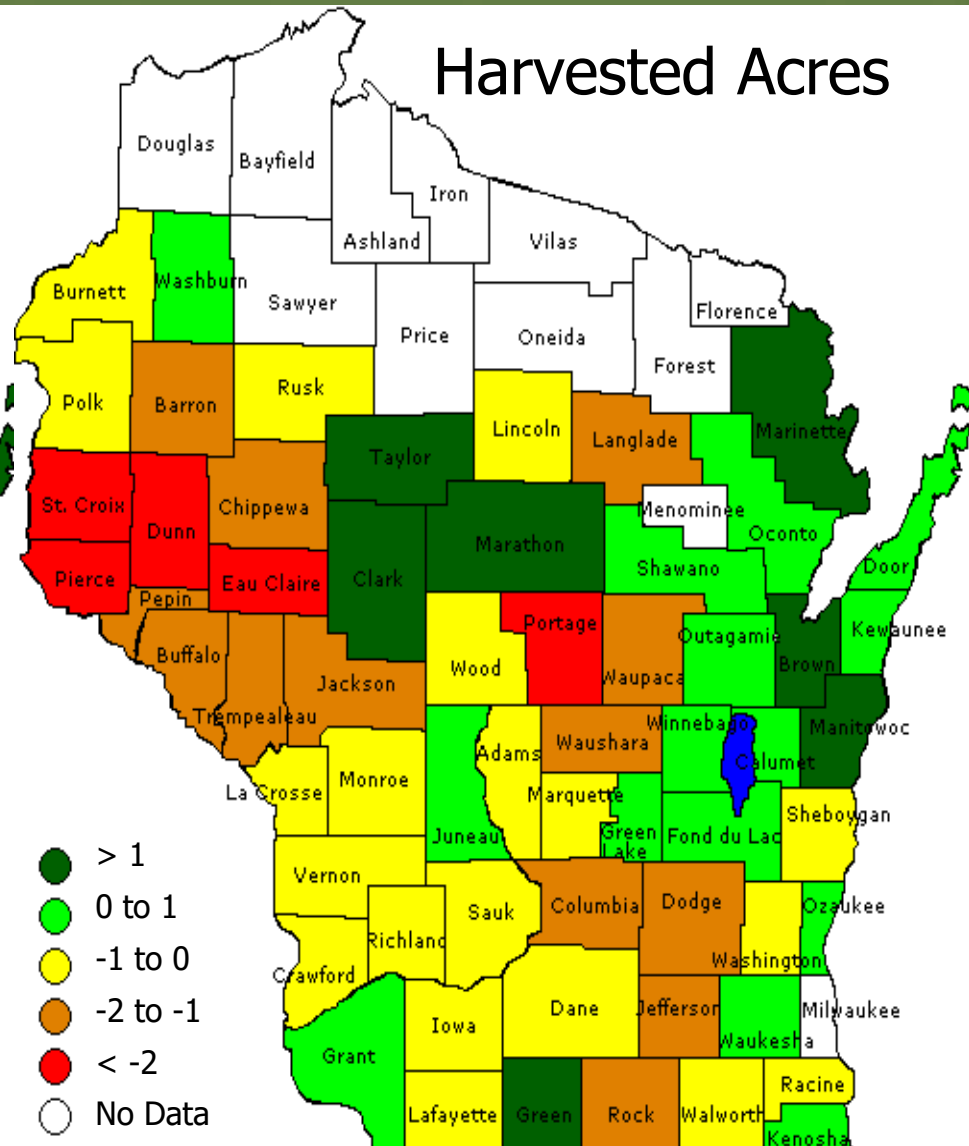 Harvested Acres
Douglas
Bayfield
Iron
Ashland
Vilas
Burnett
Washburn
Sawyer
Florence
Price
Oneida
Forest
Polk
Barron
Rusk
Lincoln
Langlade
Marinette
Taylor
St. Croix
Dunn
Chippewa
Menominee
Oconto
Marathon
Shawano
Door
Pierce
Eau Claire
Clark
Pepin
Portage
Outagamie
Kewaunee
Buffalo
Wood
Waupaca
Brown
Jackson
Trempealeau
Winnebago
Manitowoc
Adams
Waushara
Calumet
La Crosse
Monroe
Marquette
Sheboygan
Juneau
Green
Lake
Fond du Lac
Vernon
Sauk
Columbia
Dodge
Ozaukee
Richland
Washington
Crawford
Dane
Jefferson
Milwaukee
Iowa
Waukesha
Grant
Racine
Lafayette
Green
Rock
Walworth
Kenosha
> 1
0 to 1
-1 to 0
-2 to -1
< -2
No Data